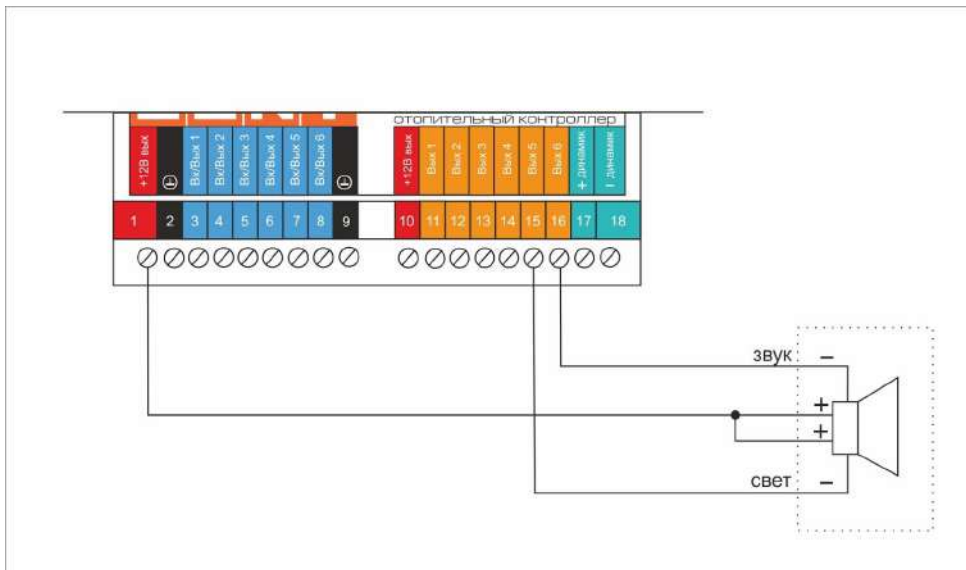 отопительный контроллер
+12В вых
Вх/Вых 1
Вх/Вых 2
Вх/Вых 3
Вх/Вых 4
Вх/Вых 5
Вх/Вых 6
+12В вых
Вых 1
Вых 2
Вых 3
Вых 4
Вых 5
Вых 6
+ динамик
– динамик
1 2 3 4 5 6 7 8 9 10 11 12 13 14 15 16 17 18
звук –
+
+
свет –